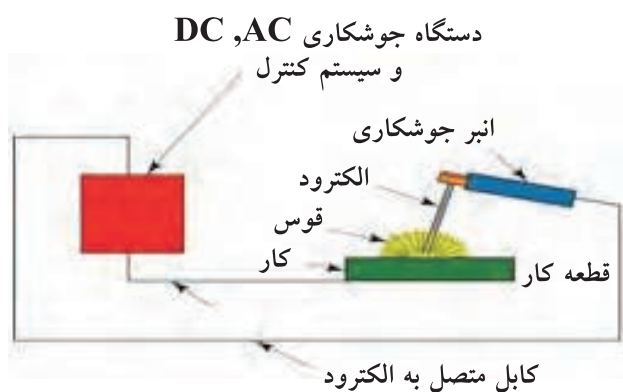 دستگاه جوشکاری DC ,AC
و سیستم کنترل
انبر جوشکاری
الکترود
قوس
کار
قطعه کار
کابل متصل به الکترود